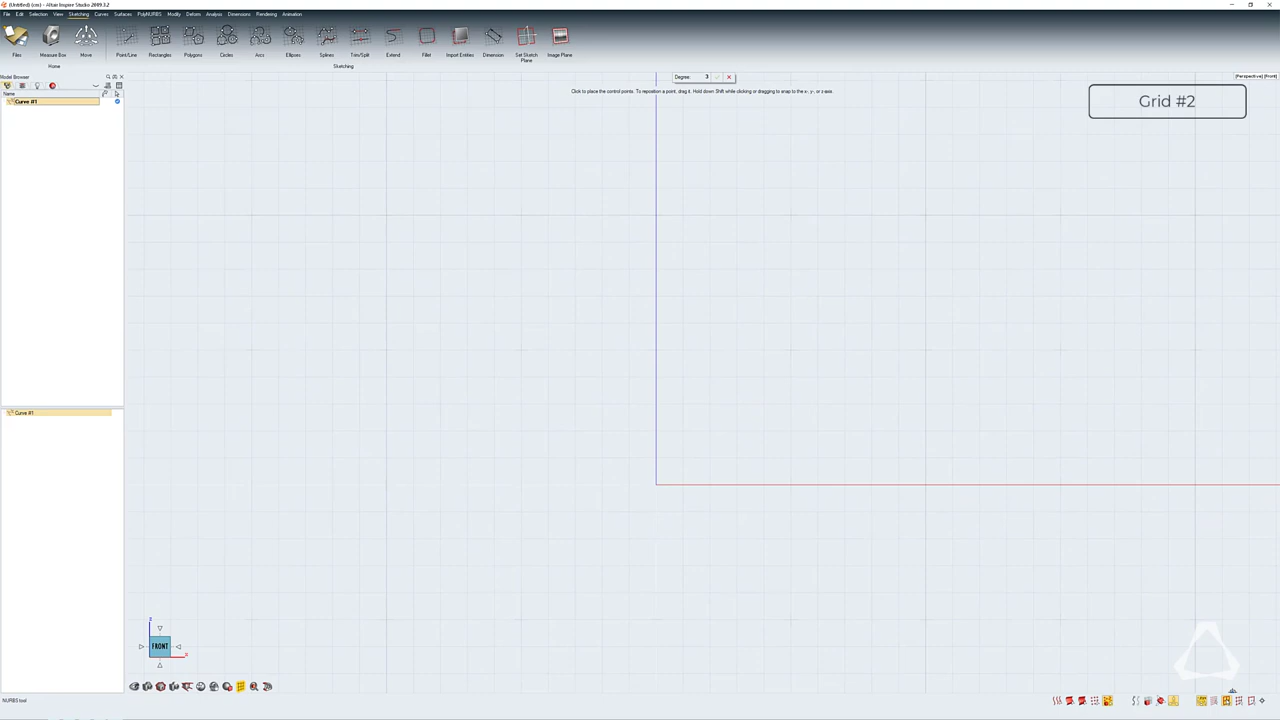 (Untitled) (cm) - Altair Inspire Studio 2019.3.2
File Edit Selection View Sketching Curves Surfaces PolyNURBS Modify Deform Analysis Dimensions Rendering Animation
Files Measure Box Move Point/Line Rectangles Polygons Circles Arcs Ellipses Splines Trim/Split Extend Fillet Import Entities Dimension Set Sketch Plane Image Plane
Home Sketching
Model Browser
Degree: 3
[Perspective] [Front]
Click to place the control points. To reposition a point, drag it. Hold down Shift while clicking or dragging to snap to the x-, y-, or z-axis.
Name
Curve #1
Grid #2
Curve #1
FRONT
NURBS tool